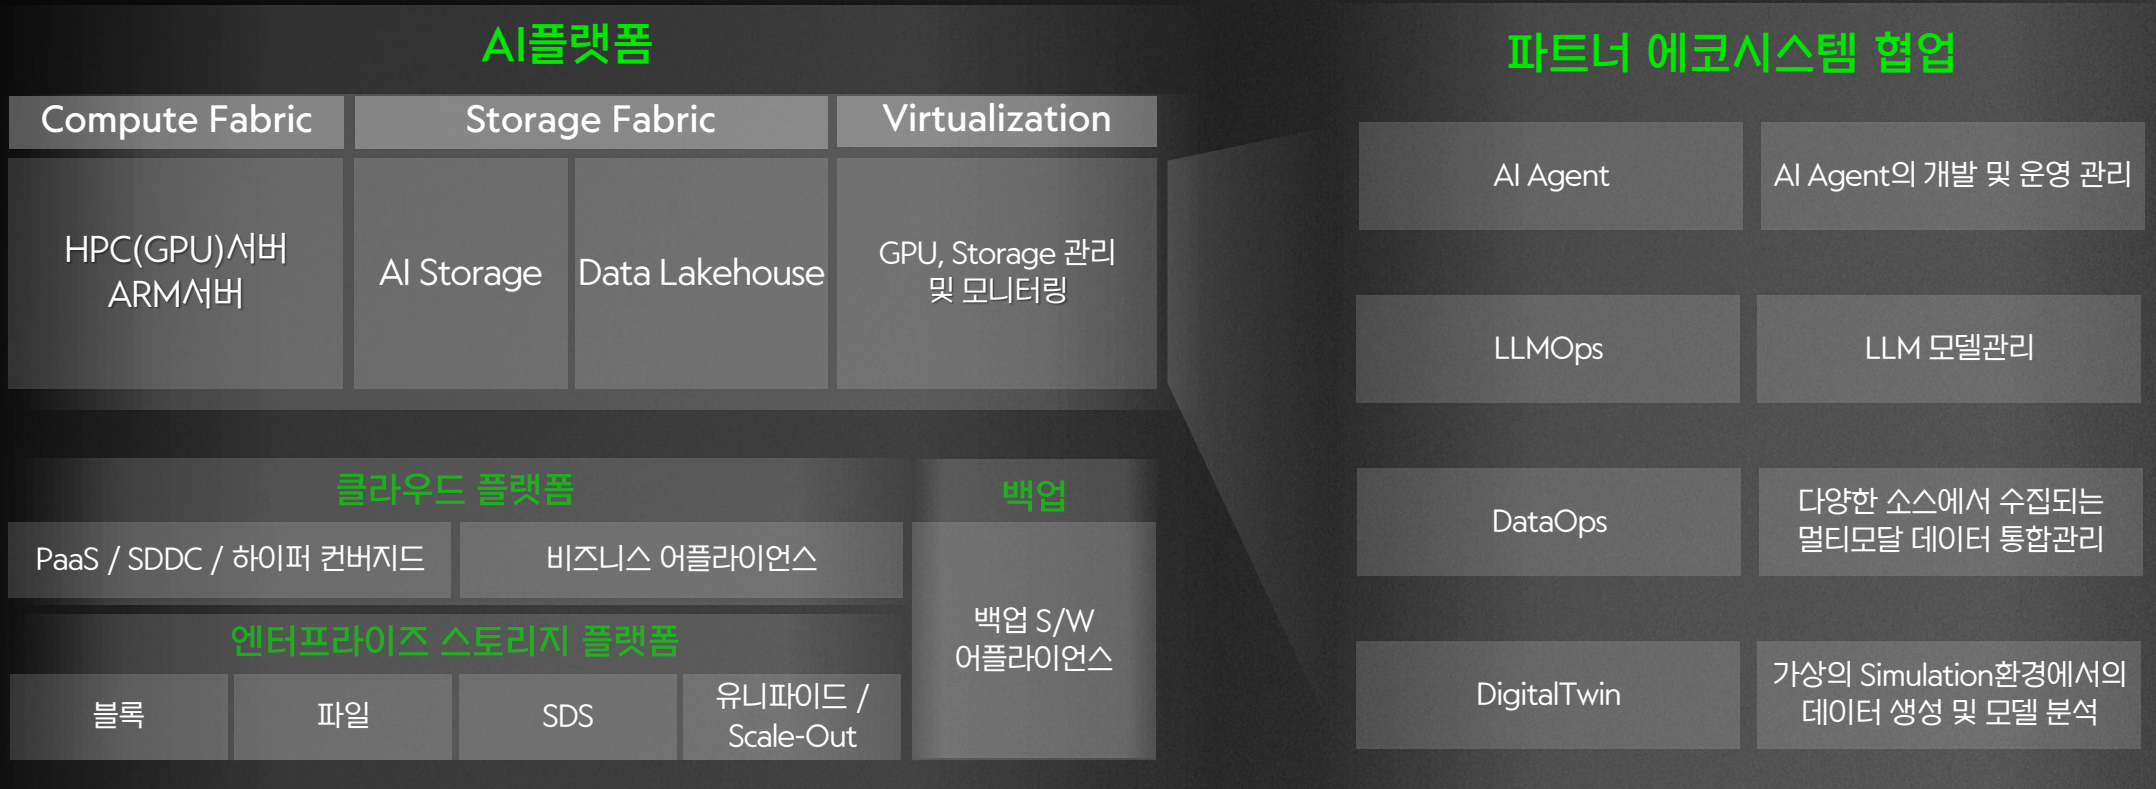 AI플랫폼
Compute Fabric
Storage Fabric
Virtualization
HPC(GPU)서버
ARM서버
AI Storage
Data Lakehouse
GPU, Storage 관리
및 모니터링
클라우드 플랫폼
PaaS / SDDC / 하이퍼 컨버지드
비즈니스 어플라이언스
엔터프라이즈 스토리지 플랫폼
블록
파일
SDS
유니파이드 /
Scale-Out
백업
백업 S/W
어플라이언스
파트너 에코시스템 협업
AI Agent
AI Agent의 개발 및 운영 관리
LLMOps
LLM 모델관리
DataOps
다양한 소스에서 수집되는
멀티모달 데이터 통합관리
DigitalTwin
가상의 Simulation환경에서의
데이터 생성 및 모델 분석